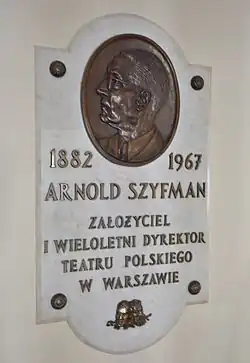 1882 1967
ARNOLD SZYFMAN
ZAŁOŻYCIEL
I WIELOLETNI DYREKTOR
TEATRU POLSKIEGO
W WARSZAWIE